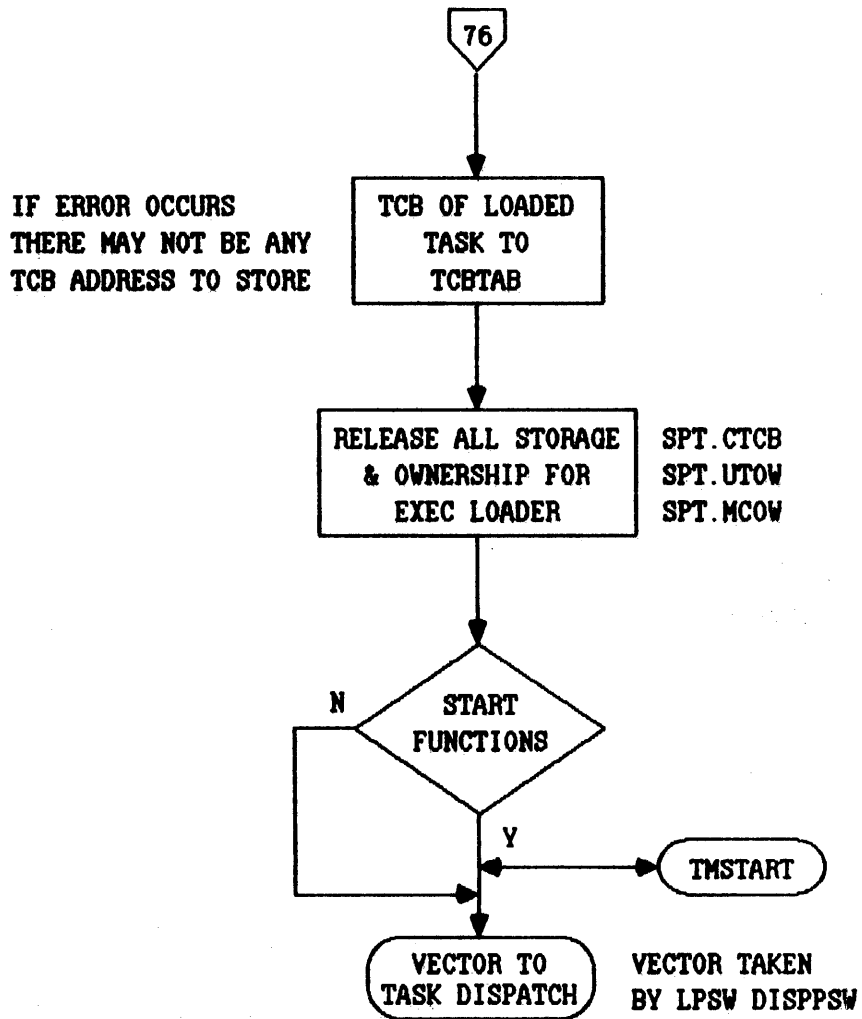 76
IF ERROR OCCURS
THERE MAY NOT BE ANY
TCB ADDRESS TO STORE
TCB OF LOADED
TASK TO
TCBTAB
RELEASE ALL STORAGE
& OWNERSHIP FOR
EXEC LOADER
SPT.CTCB
SPT.UTOW
SPT.MCOW
N
START
FUNCTIONS
Y
TMSTART
VECTOR TO
TASK DISPATCH
VECTOR TAKEN
BY LPSW DISPPSW